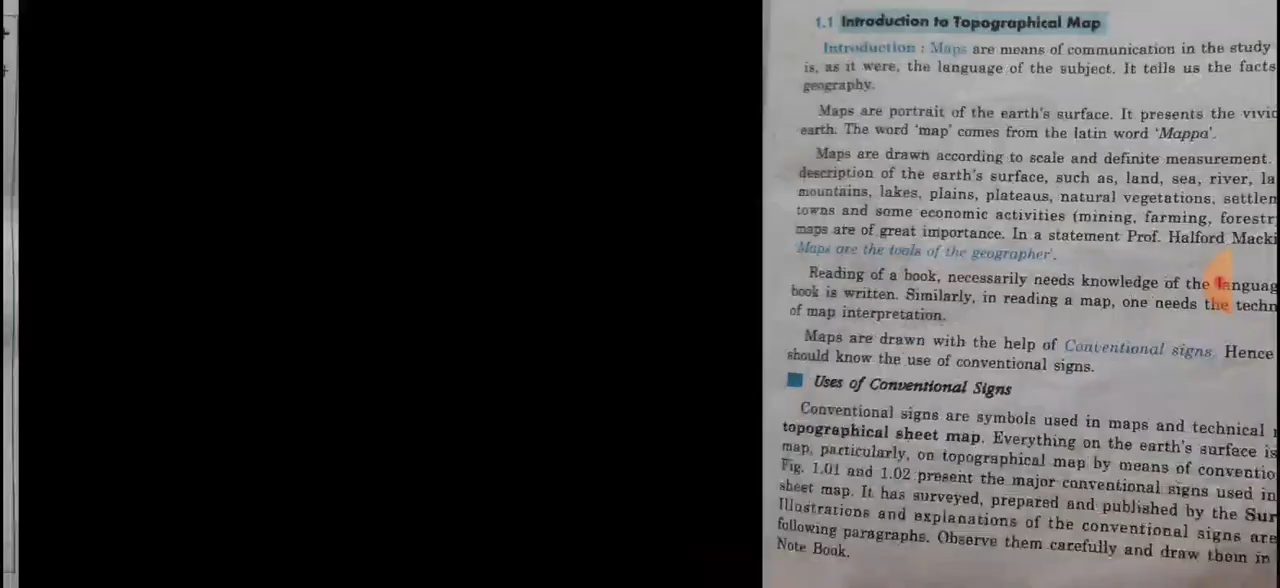 1.1 Introduction to Topographical Map
Introduction : Maps are means of communication in the study
is, as it were, the language of the subject. It tells us the facts
geography.
Maps are portrait of the earth's surface. It presents the vivid
earth. The word 'map' comes from the latin word 'Mappa'.
Maps are drawn according to scale and definite measurement.
description of the earth's surface, such as, land, sea, river, la
mountains, lakes, plains, plateaus, natural vegetations, settlem
towns and some economic activities (mining, farming, forestr
maps are of great importance. In a statement Prof. Halford Macki
Maps are the tools of the geographer'.
Reading of a book, necessarily needs knowledge of the languag
book is written. Similarly, in reading a map, one needs the techn
of map interpretation.
Maps are drawn with the help of Conventional signs. Hence
should know the use of conventional signs.
Uses of Conventional Signs
Conventional signs are symbols used in maps and technical
topographical sheet map. Everything on the earth's surface is
map, particularly, on topographical map by means of conventio
Fig. 1.01 and 1.02 present the major conventional signs used in
sheet map. It has surveyed, prepared and published by the Sur
Illustrations and explanations of the conventional signs are
following paragraphs. Observe them carefully and draw them in
Note Book.